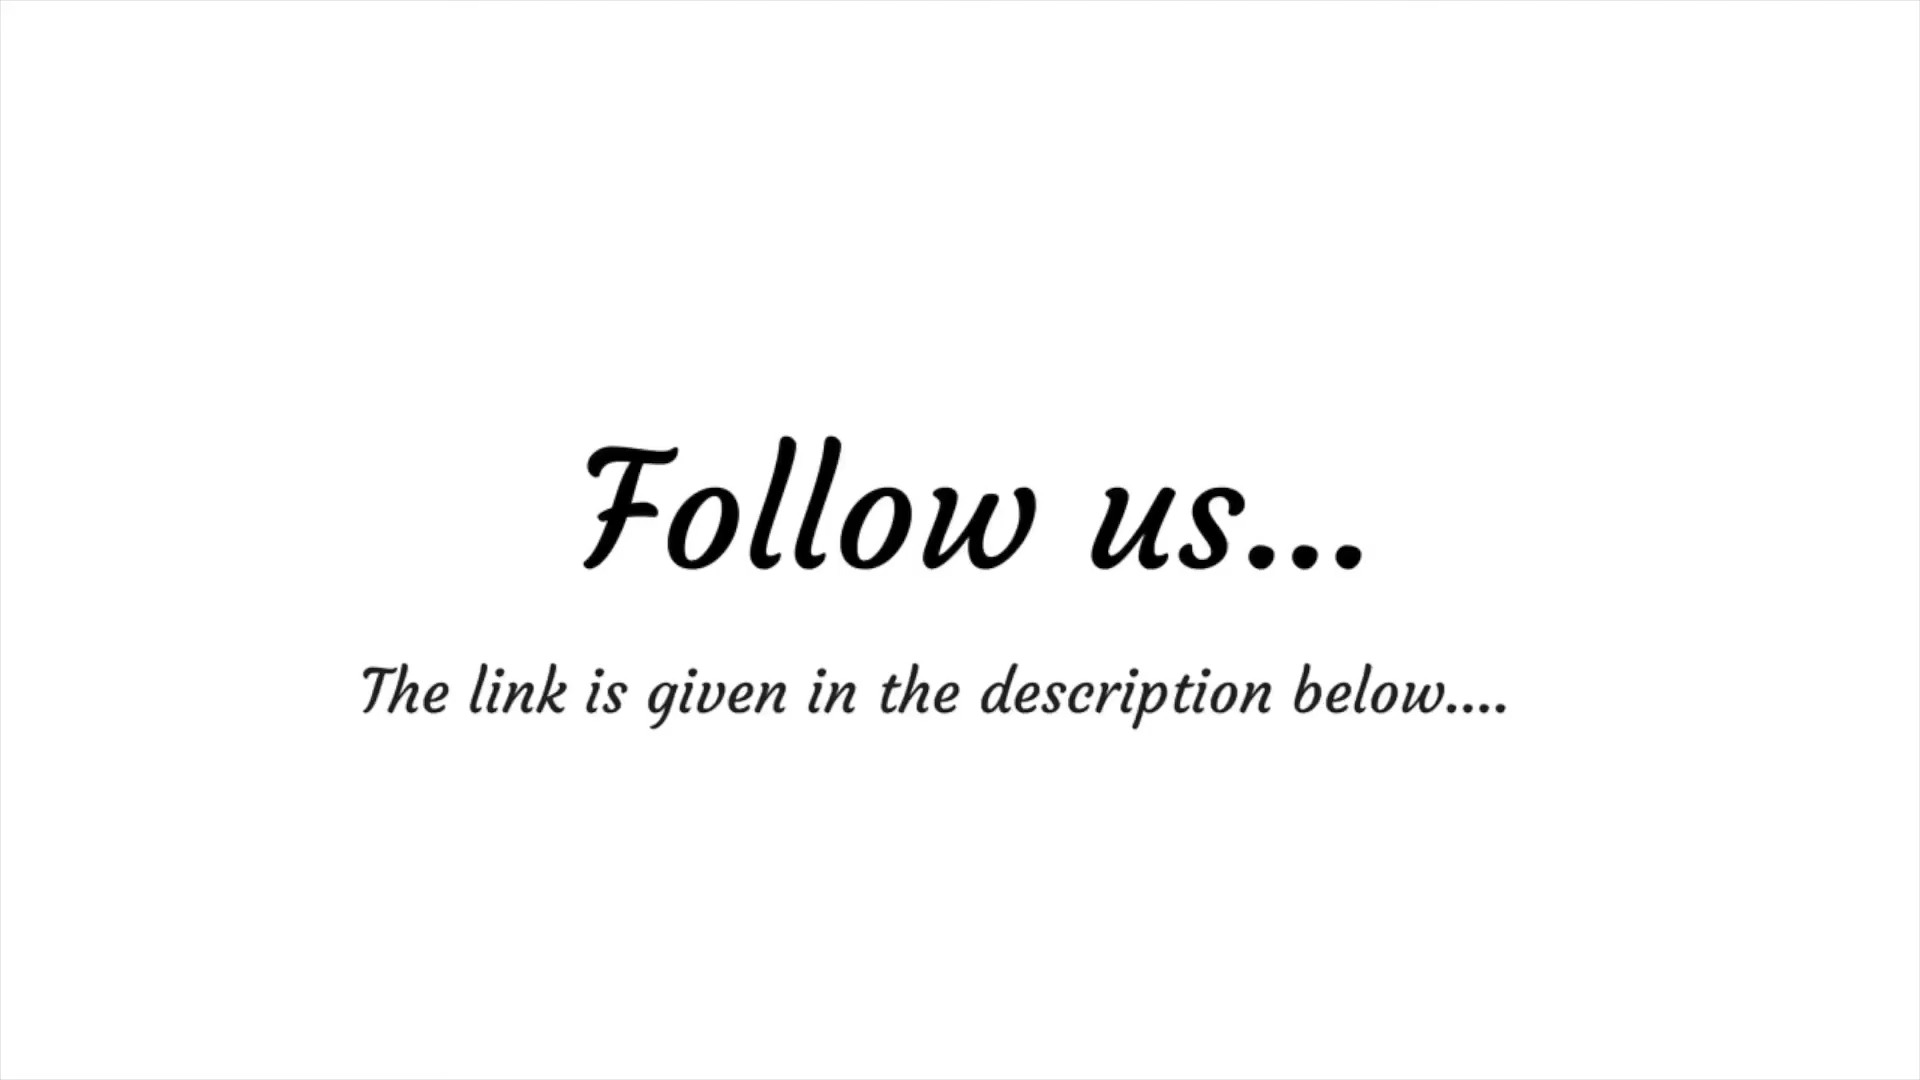 Follow us...
The link is given in the description below....